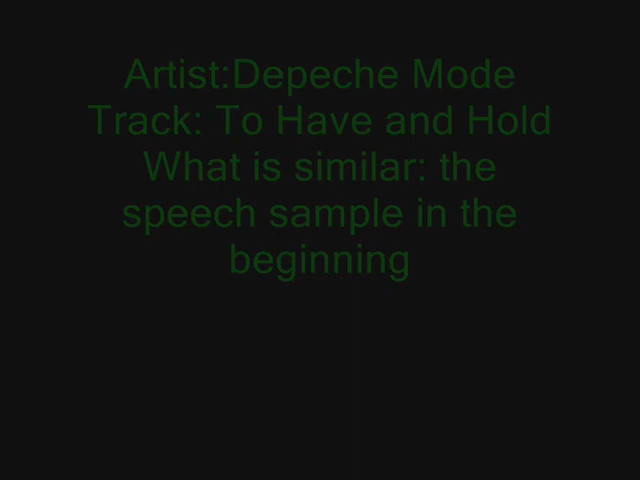 Artist:Depeche Mode
Track: To Have and Hold
What is similar: the
speech sample in the
beginning